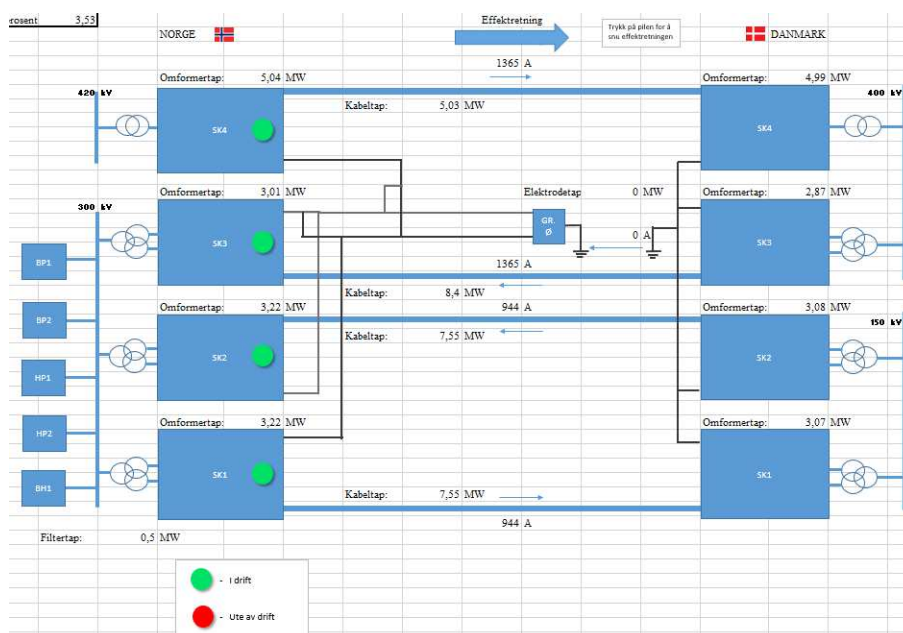 rosent 3,53
NORGE
Effektretning
Trykk på pilen for å
snu effektretningen
DANMARK
1365 A
Omformertap: 5,04 MW
Omformertap: 4,99 MW
420 kV
400 kV
Kabeltap: 5,03 MW
SK4
SK4
Omformertap: 3,01 MW
Elektrodetap 0 MW
Omformertap: 2,87 MW
300 kV
GR.
Ø
0 A
SK3
SK3
BP1
1365 A
Kabeltap: 8,4 MW
Omformertap: 3,22 MW
944 A
Omformertap: 3,08 MW
BP2
150 kV
Kabeltap: 7,55 MW
SK2
SK2
HP1
Omformertap: 3,22 MW
Omformertap: 3,07 MW
HP2
SK1
SK1
BH1
Kabeltap: 7,55 MW
944 A
Filtertap: 0,5 MW
- I drift
- Ute av drift